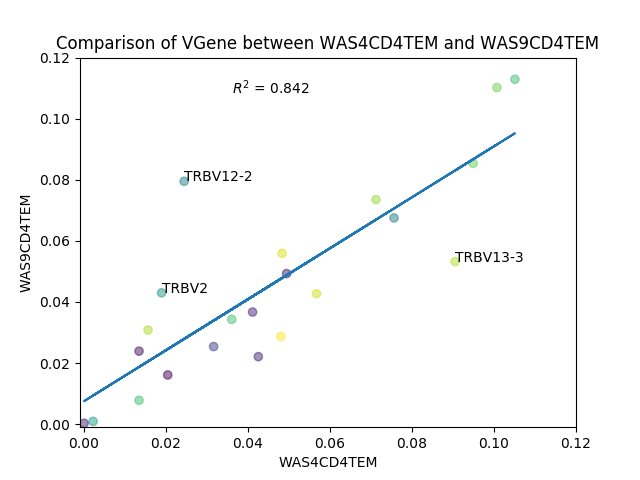 Comparison of VGene between WAS4CD4TEM and WAS9CD4TEM
0.12
R² = 0.842
0.10
0.08
TRBV12-2
0.06
TRBV13-3
WAS9CD4TEM
TRBV2
0.04
0.02
0.00
0.00 0.02 0.04 0.06 0.08 0.10 0.12
WAS4CD4TEM